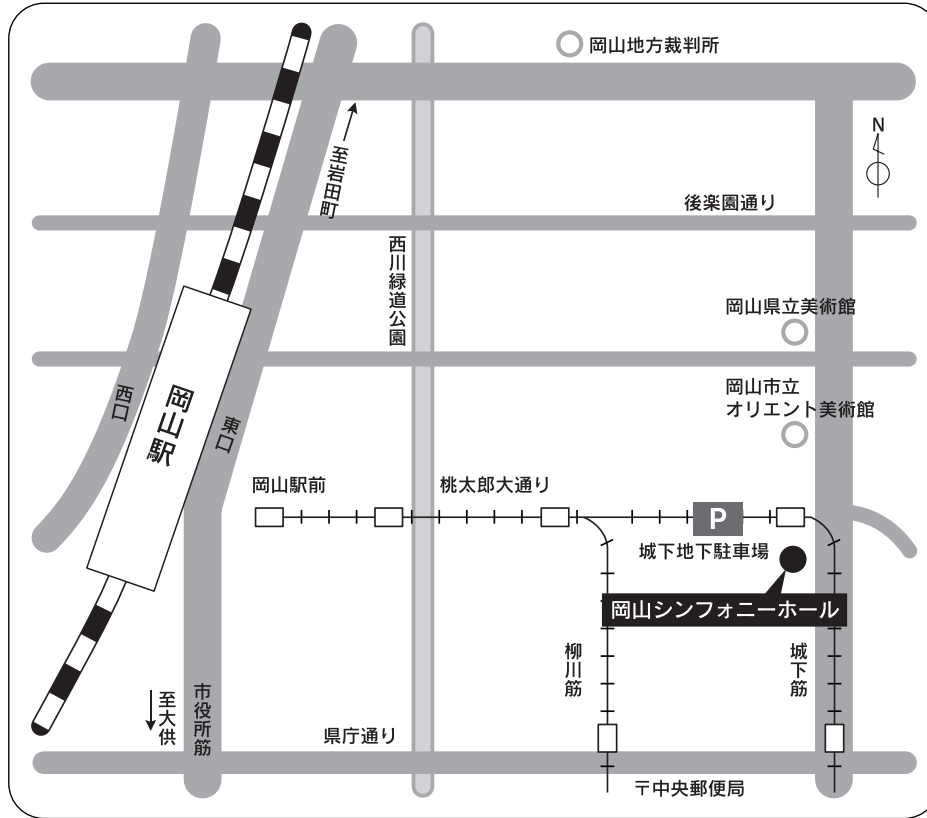 岡山地方裁判所
N
至岩田町
後楽園通り
西川緑道公園
岡山県立美術館
岡山市立
オリエント美術館
西口
岡山駅
東口
岡山駅前
桃太郎大通り
P
城下地下駐車場
岡山シンフォニーホール
柳川筋
城下筋
至大供
市役所筋
県庁通り
〒中央郵便局